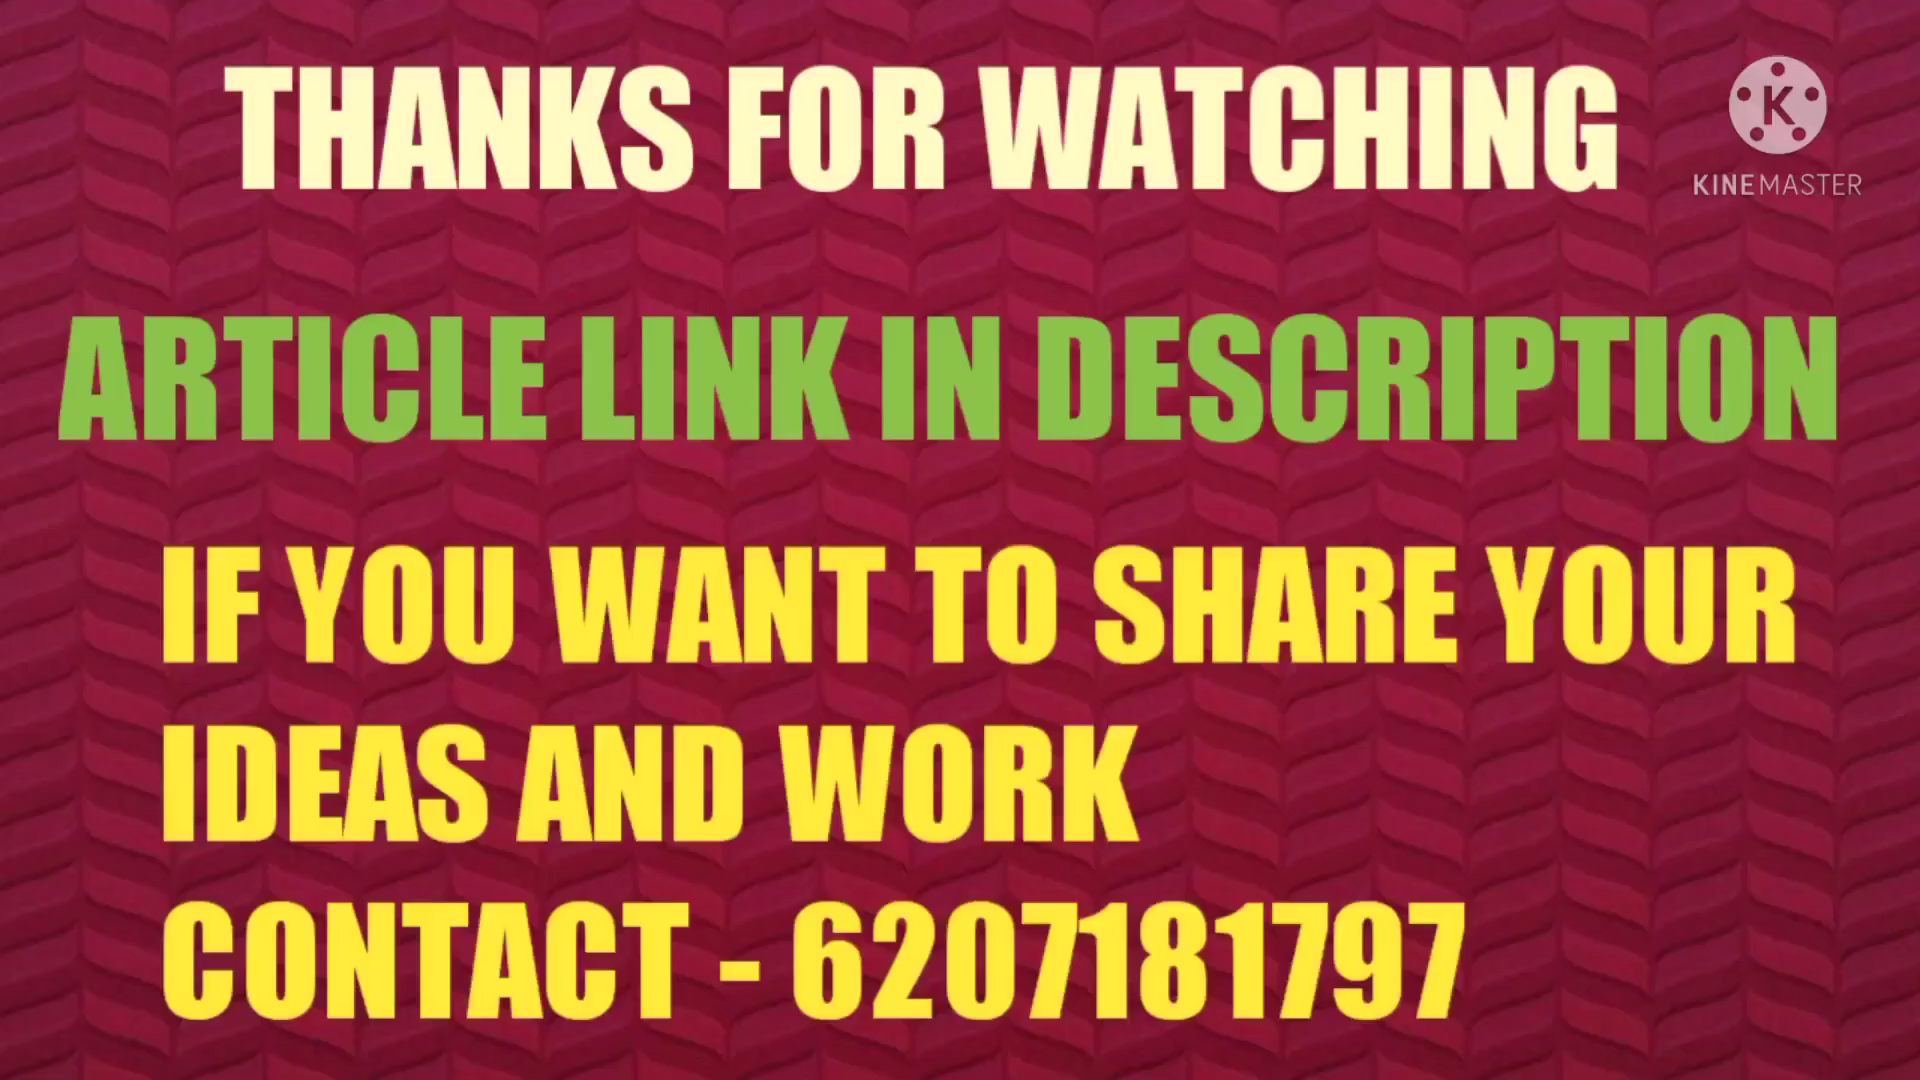 THANKS FOR WATCHING
K
KINEMASTER
ARTICLE LINK IN DESCRIPTION
IF YOU WANT TO SHARE YOUR
IDEAS AND WORK
CONTACT - 6207181797